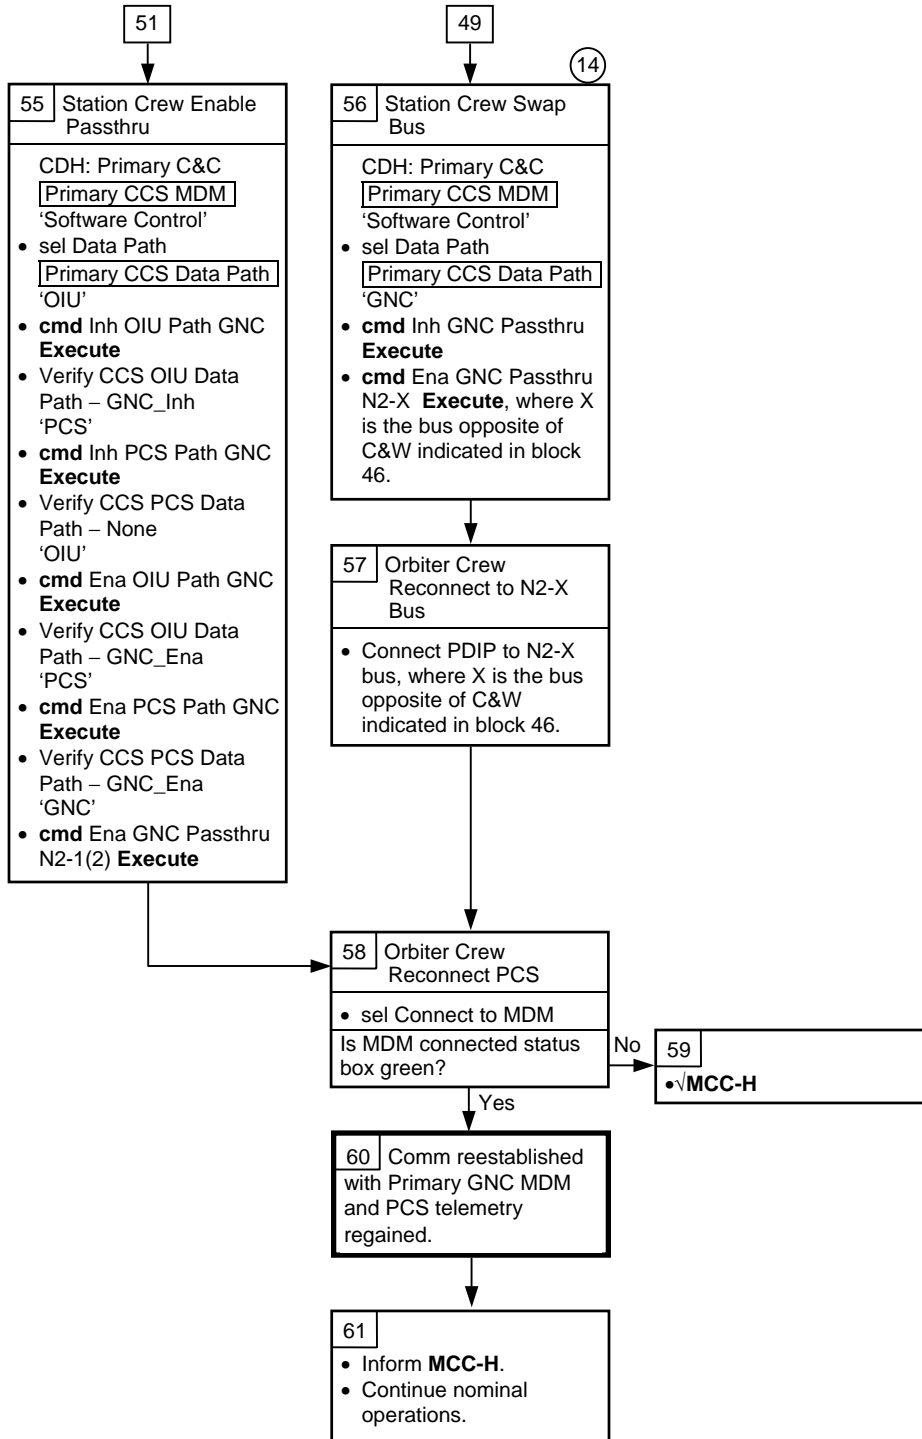 51
49
14
55 Station Crew Enable
Passthru
CDH: Primary C&C
Primary CCS MDM
‘Software Control’
• sel Data Path
Primary CCS Data Path
‘OIU’
• cmd Inh OIU Path GNC
Execute
• Verify CCS OIU Data
Path – GNC_Inh
‘PCS’
• cmd Inh PCS Path GNC
Execute
• Verify CCS PCS Data
Path – None
‘OIU’
• cmd Ena OIU Path GNC
Execute
• Verify CCS OIU Data
Path – GNC_Ena
‘PCS’
• cmd Ena PCS Path GNC
Execute
• Verify CCS PCS Data
Path – GNC_Ena
‘GNC’
• cmd Ena GNC Passthru
N2-1(2) Execute
56 Station Crew Swap
Bus
CDH: Primary C&C
Primary CCS MDM
‘Software Control’
• sel Data Path
Primary CCS Data Path
‘GNC’
• cmd Inh GNC Passthru
Execute
• cmd Ena GNC Passthru
N2-X Execute, where X
is the bus opposite of
C&W indicated in block
46.
57 Orbiter Crew
Reconnect to N2-X
Bus
• Connect PDIP to N2-X
bus, where X is the bus
opposite of C&W
indicated in block 46.
58 Orbiter Crew
Reconnect PCS
• sel Connect to MDM
Is MDM connected status
box green?
No
59
•√MCC-H
Yes
60 Comm reestablished
with Primary GNC MDM
and PCS telemetry
regained.
61
• Inform MCC-H.
• Continue nominal
operations.